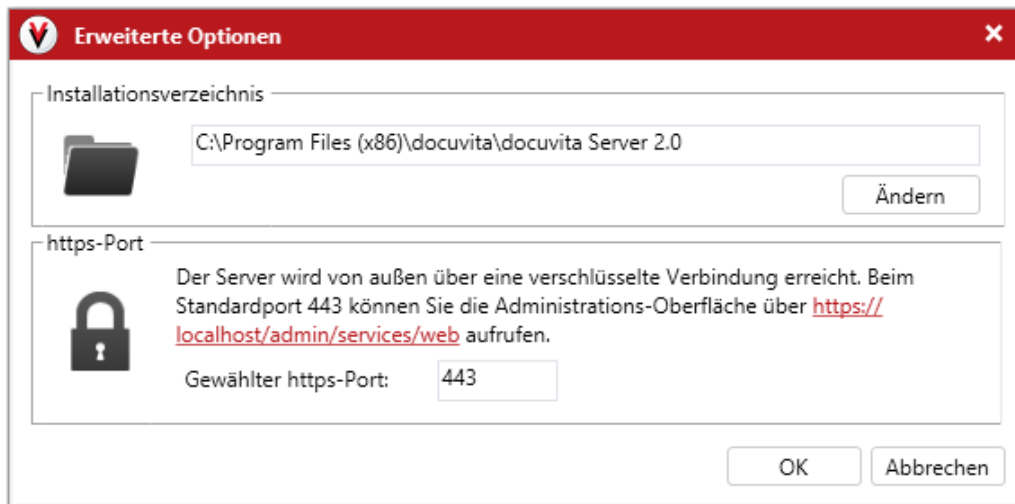 Erweiterte Optionen
Installationsverzeichnis
C:\Program Files (x86)\docuvita\docuvita Server 2.0
Ändern
https-Port
Der Server wird von außen über eine verschlüsselte Verbindung erreicht. Beim
Standardport 443 können Sie die Administrations-Oberfläche über https://
localhost/admin/services/web aufrufen.
Gewählter https-Port: 443
OK Abbrechen